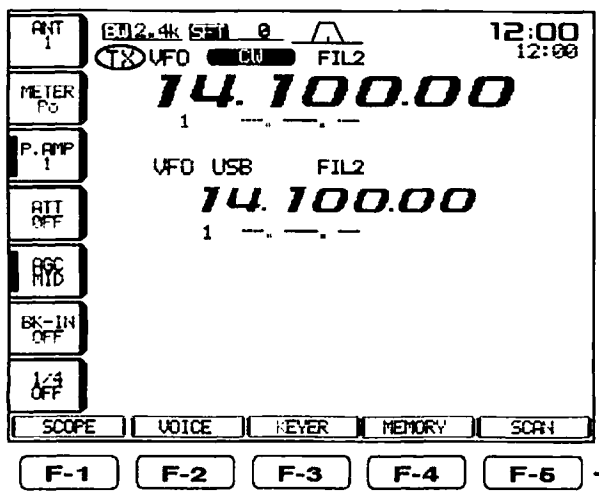 ANT
1
BW 2.4k SFT 0
12:00
12:00
TX VFO CW FIL2
14.100.00
1 --.---.--
METER
Po
P.AMP
1
VFO USB FIL2
14.100.00
1 --.---.--
ATT
OFF
AGC
MID
BK-IN
OFF
1/4
OFF
SCOPE VOICE KEYER MEMORY SCAN
F-1 F-2 F-3 F-4 F-5